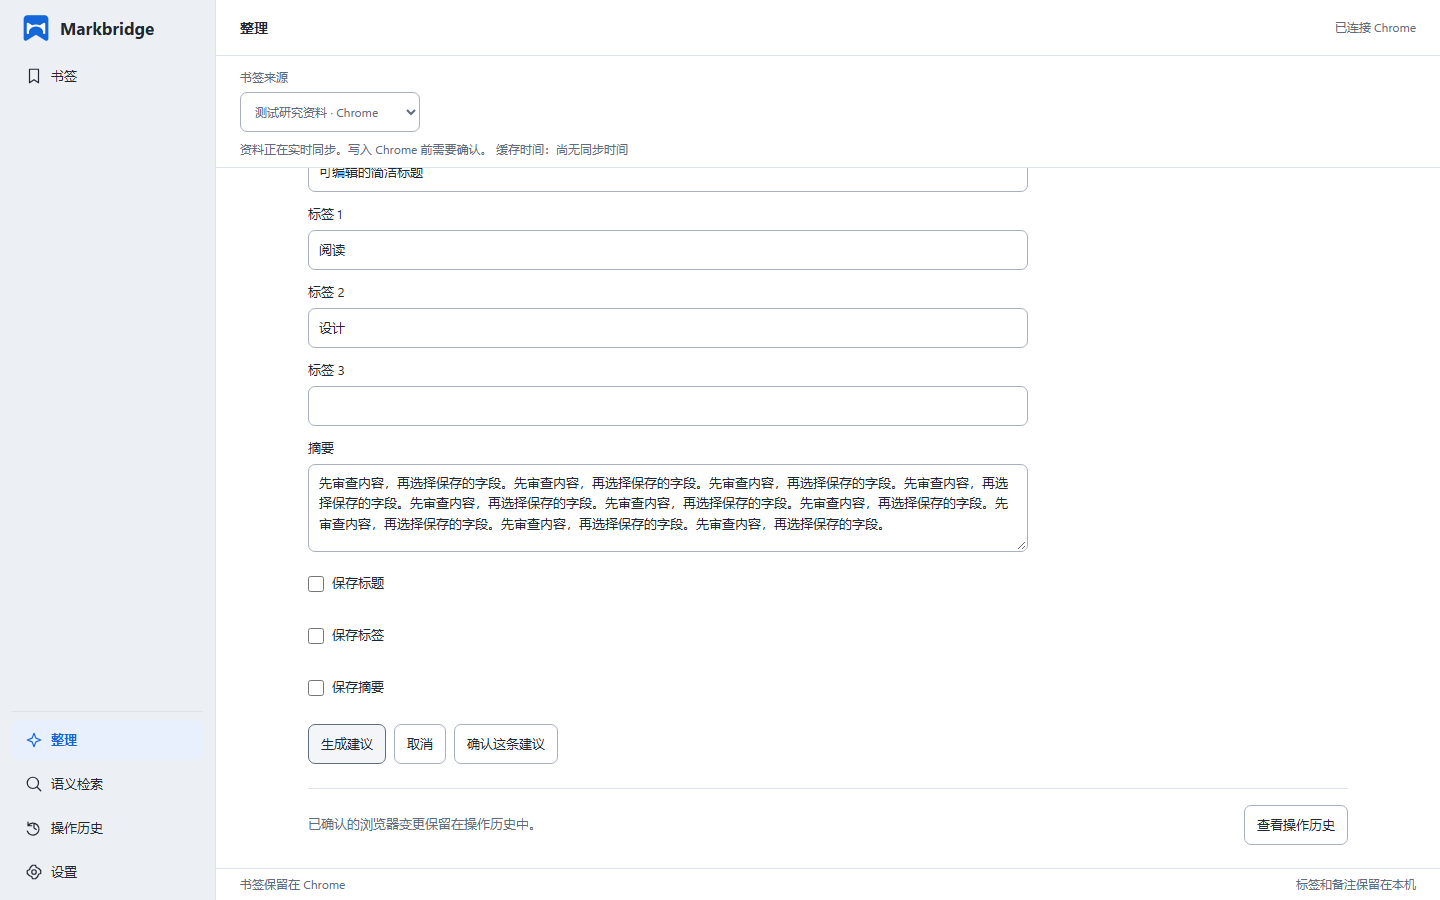 Markbridge
书签
整理
语义检索
操作历史
设置
整理
已连接 Chrome
书签来源
测试研究资料 · Chrome
资料正在实时同步。写入 Chrome 前需要确认。 缓存时间：尚无同步时间
可编辑的简洁标题
标签 1
阅读
标签 2
设计
标签 3
摘要
先审查内容，再选择保存的字段。先审查内容，再选择保存的字段。先审查内容，再选择保存的字段。先审查内容，再选
择保存的字段。先审查内容，再选择保存的字段。先审查内容，再选择保存的字段。先审查内容，再选择保存的字段。先
审查内容，再选择保存的字段。先审查内容，再选择保存的字段。先审查内容，再选择保存的字段。
保存标题
保存标签
保存摘要
生成建议
取消
确认这条建议
已确认的浏览器变更保留在操作历史中。
查看操作历史
书签保留在 Chrome
标签和备注保留在本机